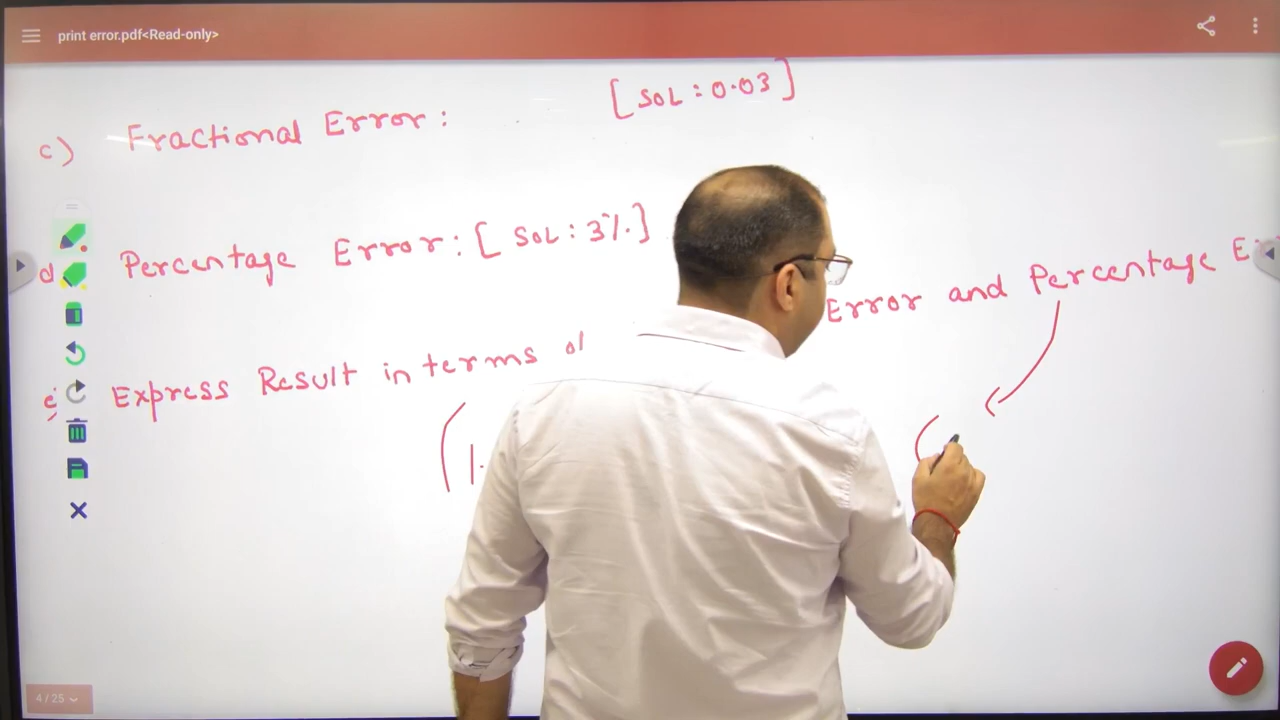 print error.pdf<Read-only>
[SOL : 0.03]
c) Fractional Error :
d Percentage Error : [ SOL : 3%. ]
Error and Percentage E
e) Express Result in terms of
(1.
(
4 / 25